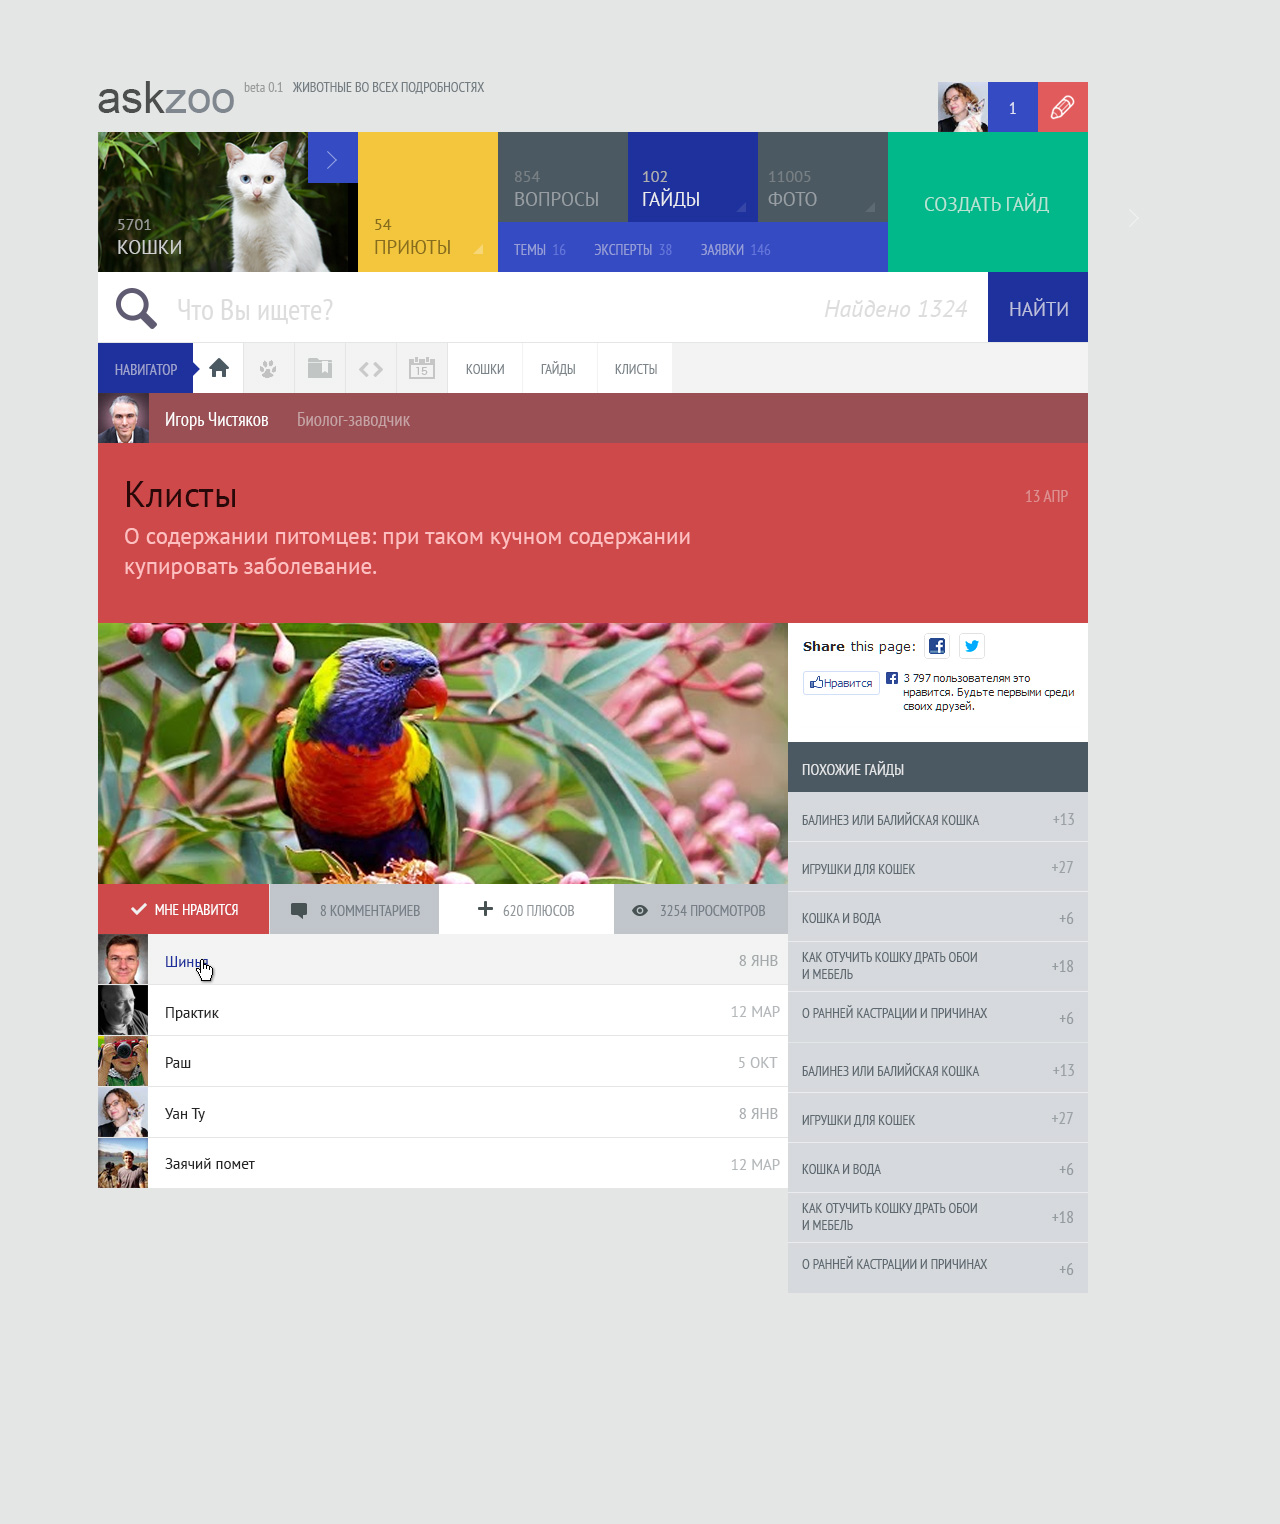 askzoo beta 0.1 ЖИВОТНЫЕ ВО ВСЕХ ПОДРОБНОСТЯХ
1
5701
КОШКИ
54
ПРИЮТЫ
854
ВОПРОСЫ
102
ГАЙДЫ
11005
ФОТО
ТЕМЫ 16 ЭКСПЕРТЫ 38 ЗАЯВКИ 146
СОЗДАТЬ ГАЙД
Что Вы ищете? Найдено 1324 НАЙТИ
НАВИГАТОР 15 КОШКИ ГАЙДЫ КЛИСТЫ
Игорь Чистяков Биолог-заводчик
Клисты 13 АПР
О содержании питомцев: при таком кучном содержании
купировать заболевание.
Share this page:
Нравится
3 797 пользователям это
нравится. Будьте первыми среди
своих друзей.
МНЕ НРАВИТСЯ 8 КОММЕНТАРИЕВ 620 ПЛЮСОВ 3254 ПРОСМОТРОВ
8 ЯНВ
Практик 12 МАР
Раш 5 ОКТ
Уан Ту 8 ЯНВ
Заячий помет 12 МАР
ПОХОЖИЕ ГАЙДЫ
БАЛИНЕЗ ИЛИ БАЛИЙСКАЯ КОШКА +13
ИГРУШКИ ДЛЯ КОШЕК +27
КОШКА И ВОДА +6
КАК ОТУЧИТЬ КОШКУ ДРАТЬ ОБОИ
И МЕБЕЛЬ +18
О РАННЕЙ КАСТРАЦИИ И ПРИЧИНАХ +6
БАЛИНЕЗ ИЛИ БАЛИЙСКАЯ КОШКА +13
ИГРУШКИ ДЛЯ КОШЕК +27
КОШКА И ВОДА +6
КАК ОТУЧИТЬ КОШКУ ДРАТЬ ОБОИ
И МЕБЕЛЬ +18
О РАННЕЙ КАСТРАЦИИ И ПРИЧИНАХ +6